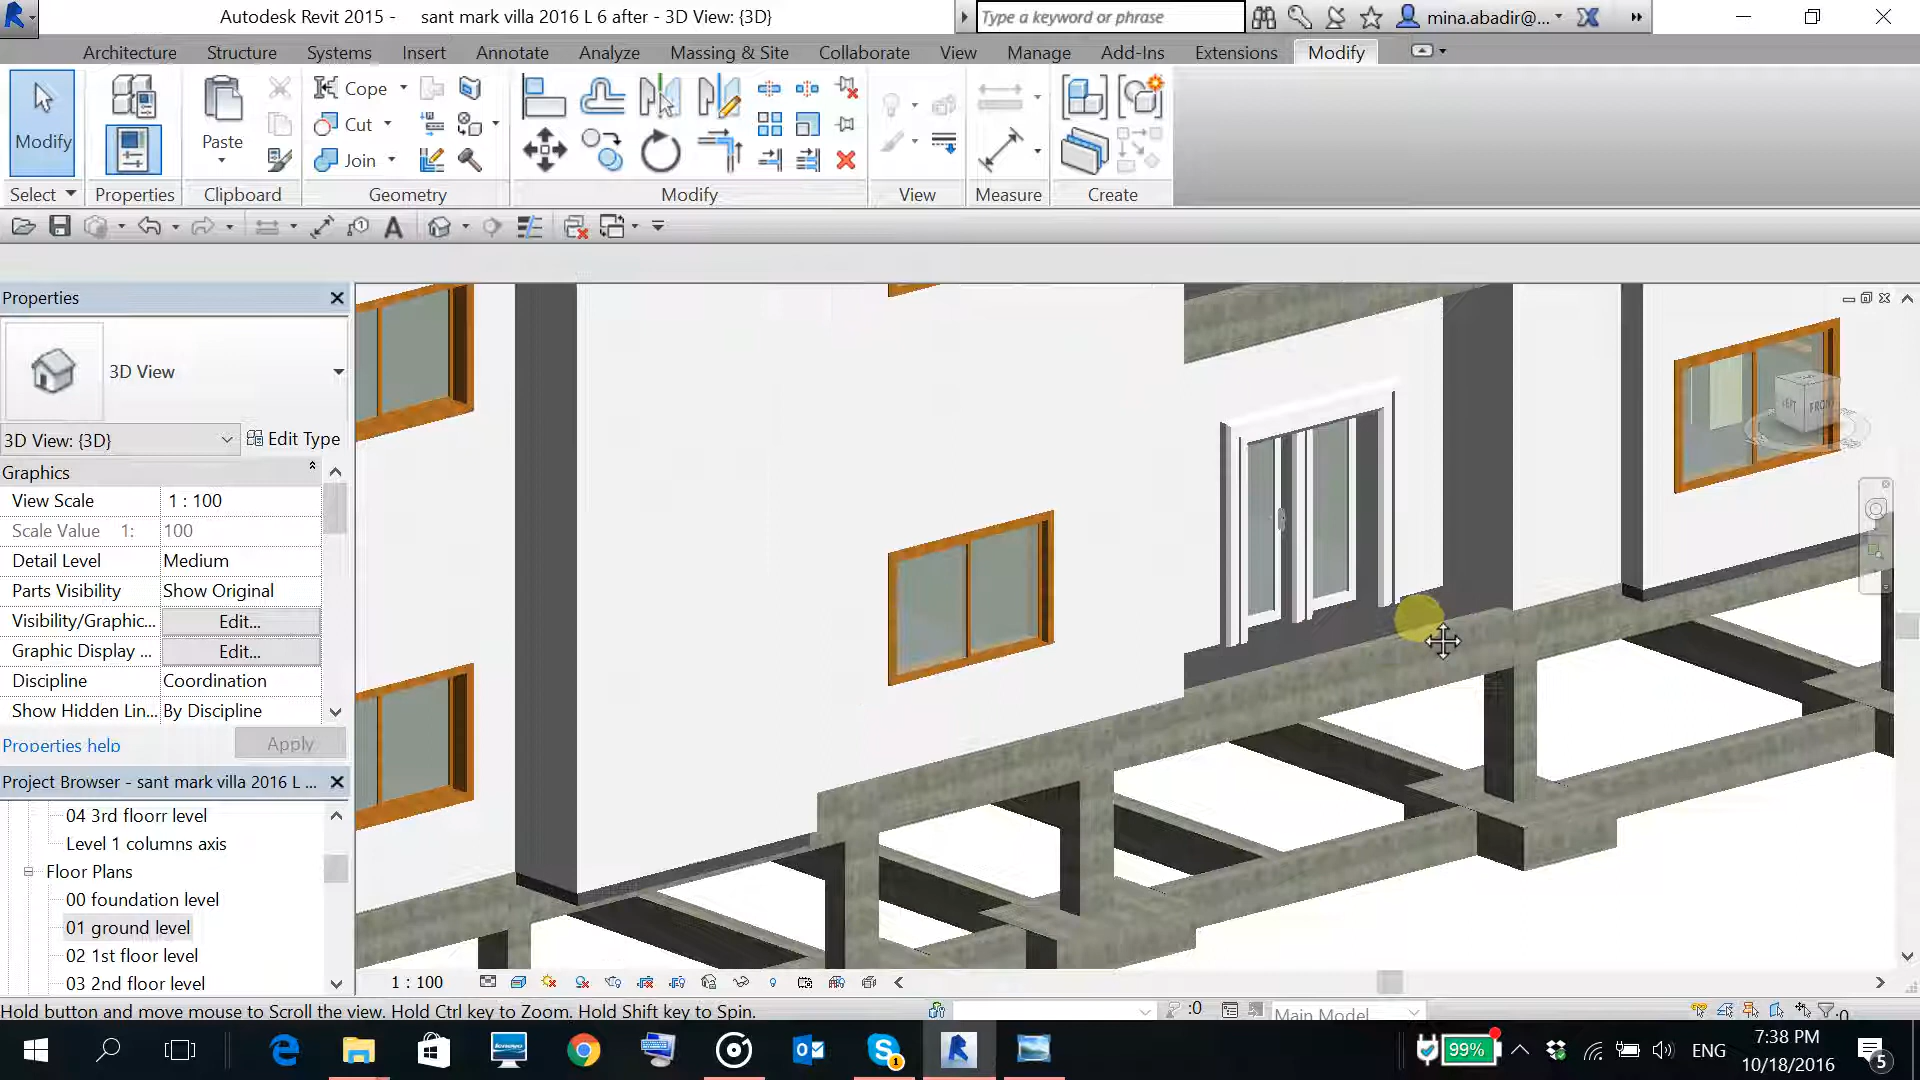 Autodesk Revit 2015 - sant mark villa 2016 L 6 after - 3D View: {3D}
Type a keyword or phrase
mina.abadir@...
Architecture Structure Systems Insert Annotate Analyze Massing & Site Collaborate View Manage Add-Ins Extensions Modify
Modify
Paste
Cope
Cut
Join
Select Properties Clipboard Geometry Modify View Measure Create
Properties
3D View
3D View: {3D} Edit Type
Graphics
View Scale 1 : 100
Scale Value 1: 100
Detail Level Medium
Parts Visibility Show Original
Visibility/Graphic... Edit...
Graphic Display ... Edit...
Discipline Coordination
Show Hidden Lin... By Discipline
Properties help Apply
Project Browser - sant mark villa 2016 L ...
04 3rd floorr level
Level 1 columns axis
Floor Plans
00 foundation level
01 ground level
02 1st floor level
03 2nd floor level
LEFT FRONT
1 : 100
Hold button and move mouse to Scroll the view. Hold Ctrl key to Zoom. Hold Shift key to Spin.
:0
Main Model
:0
lenovo
1
99%
ENG
7:38 PM
10/18/2016
5